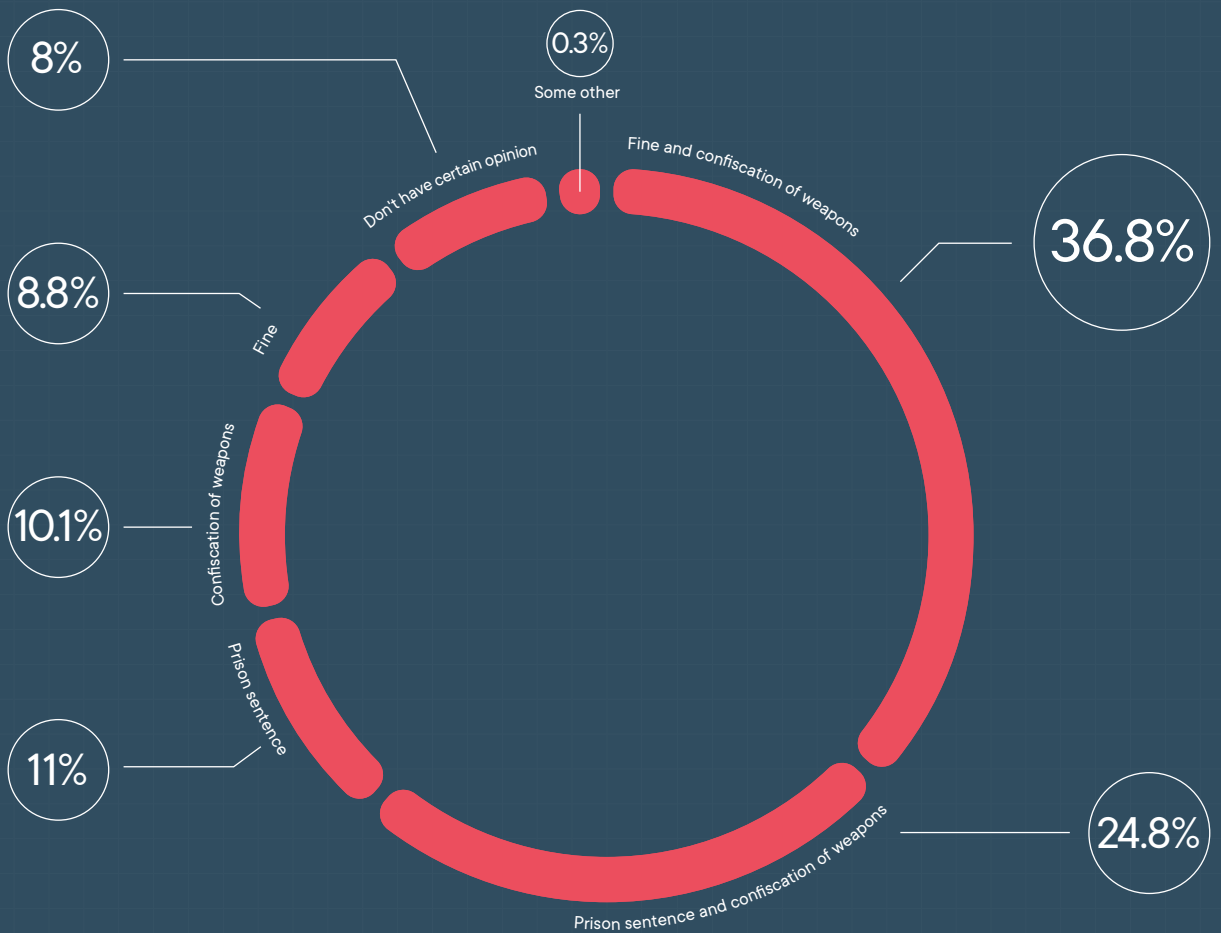 8%
0.3%
Some other
Don't have certain opinion
Fine and confiscation of weapons
36.8%
8.8%
Fine
Confiscation of weapons
10.1%
Prison sentence
11%
24.8%
Prison sentence and confiscation of weapons